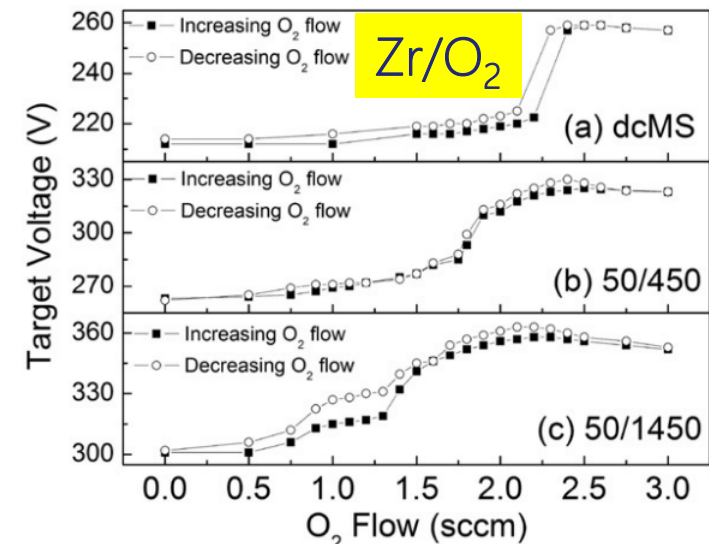 Zr/O₂
Target Voltage (V)
260
240
220
Increasing O₂ flow
Decreasing O₂ flow
(a) dcMS
330
300
270
Increasing O₂ flow
Decreasing O₂ flow
(b) 50/450
360
330
300
Increasing O₂ flow
Decreasing O₂ flow
(c) 50/1450
0.0 0.5 1.0 1.5 2.0 2.5 3.0
O₂ Flow (sccm)